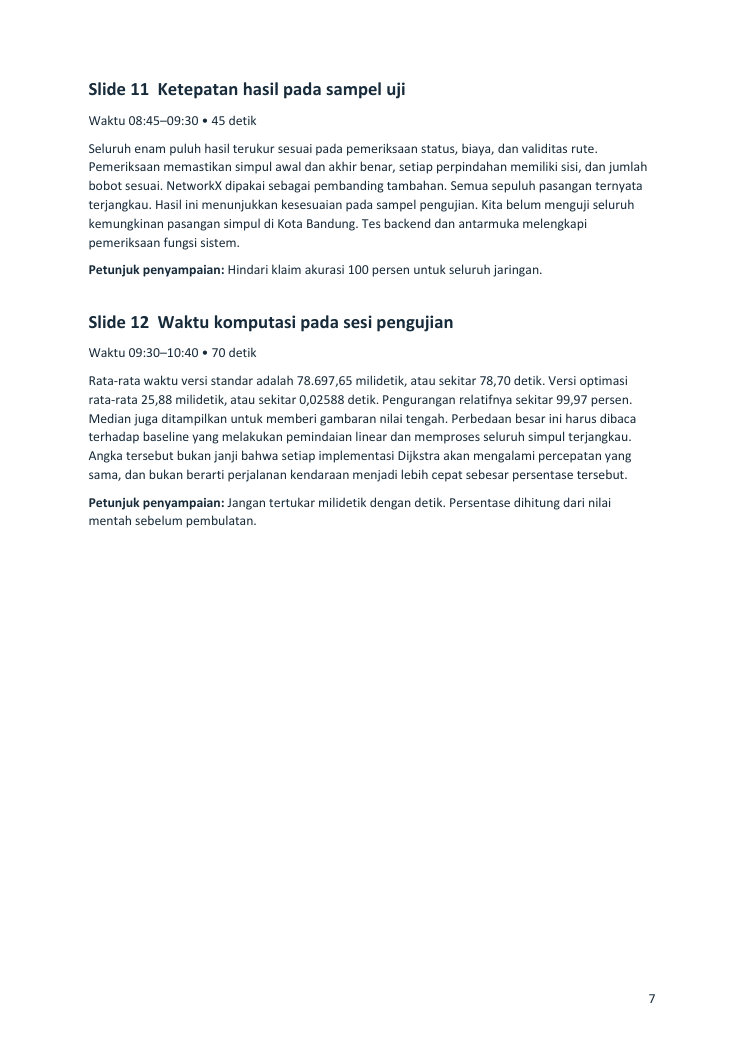 Slide 11  Ketepatan hasil pada sampel uji
Waktu 08:45–09:30 • 45 detik
Seluruh enam puluh hasil terukur sesuai pada pemeriksaan status, biaya, dan validitas rute.
Pemeriksaan memastikan simpul awal dan akhir benar, setiap perpindahan memiliki sisi, dan jumlah
bobot sesuai. NetworkX dipakai sebagai pembanding tambahan. Semua sepuluh pasangan ternyata
terjangkau. Hasil ini menunjukkan kesesuaian pada sampel pengujian. Kita belum menguji seluruh
kemungkinan pasangan simpul di Kota Bandung. Tes backend dan antarmuka melengkapi
pemeriksaan fungsi sistem.
Petunjuk penyampaian: Hindari klaim akurasi 100 persen untuk seluruh jaringan.
Slide 12  Waktu komputasi pada sesi pengujian
Waktu 09:30–10:40 • 70 detik
Rata-rata waktu versi standar adalah 78.697,65 milidetik, atau sekitar 78,70 detik. Versi optimasi
rata-rata 25,88 milidetik, atau sekitar 0,02588 detik. Pengurangan relatifnya sekitar 99,97 persen.
Median juga ditampilkan untuk memberi gambaran nilai tengah. Perbedaan besar ini harus dibaca
terhadap baseline yang melakukan pemindaian linear dan memproses seluruh simpul terjangkau.
Angka tersebut bukan janji bahwa setiap implementasi Dijkstra akan mengalami percepatan yang
sama, dan bukan berarti perjalanan kendaraan menjadi lebih cepat sebesar persentase tersebut.
Petunjuk penyampaian: Jangan tertukar milidetik dengan detik. Persentase dihitung dari nilai
mentah sebelum pembulatan.
7